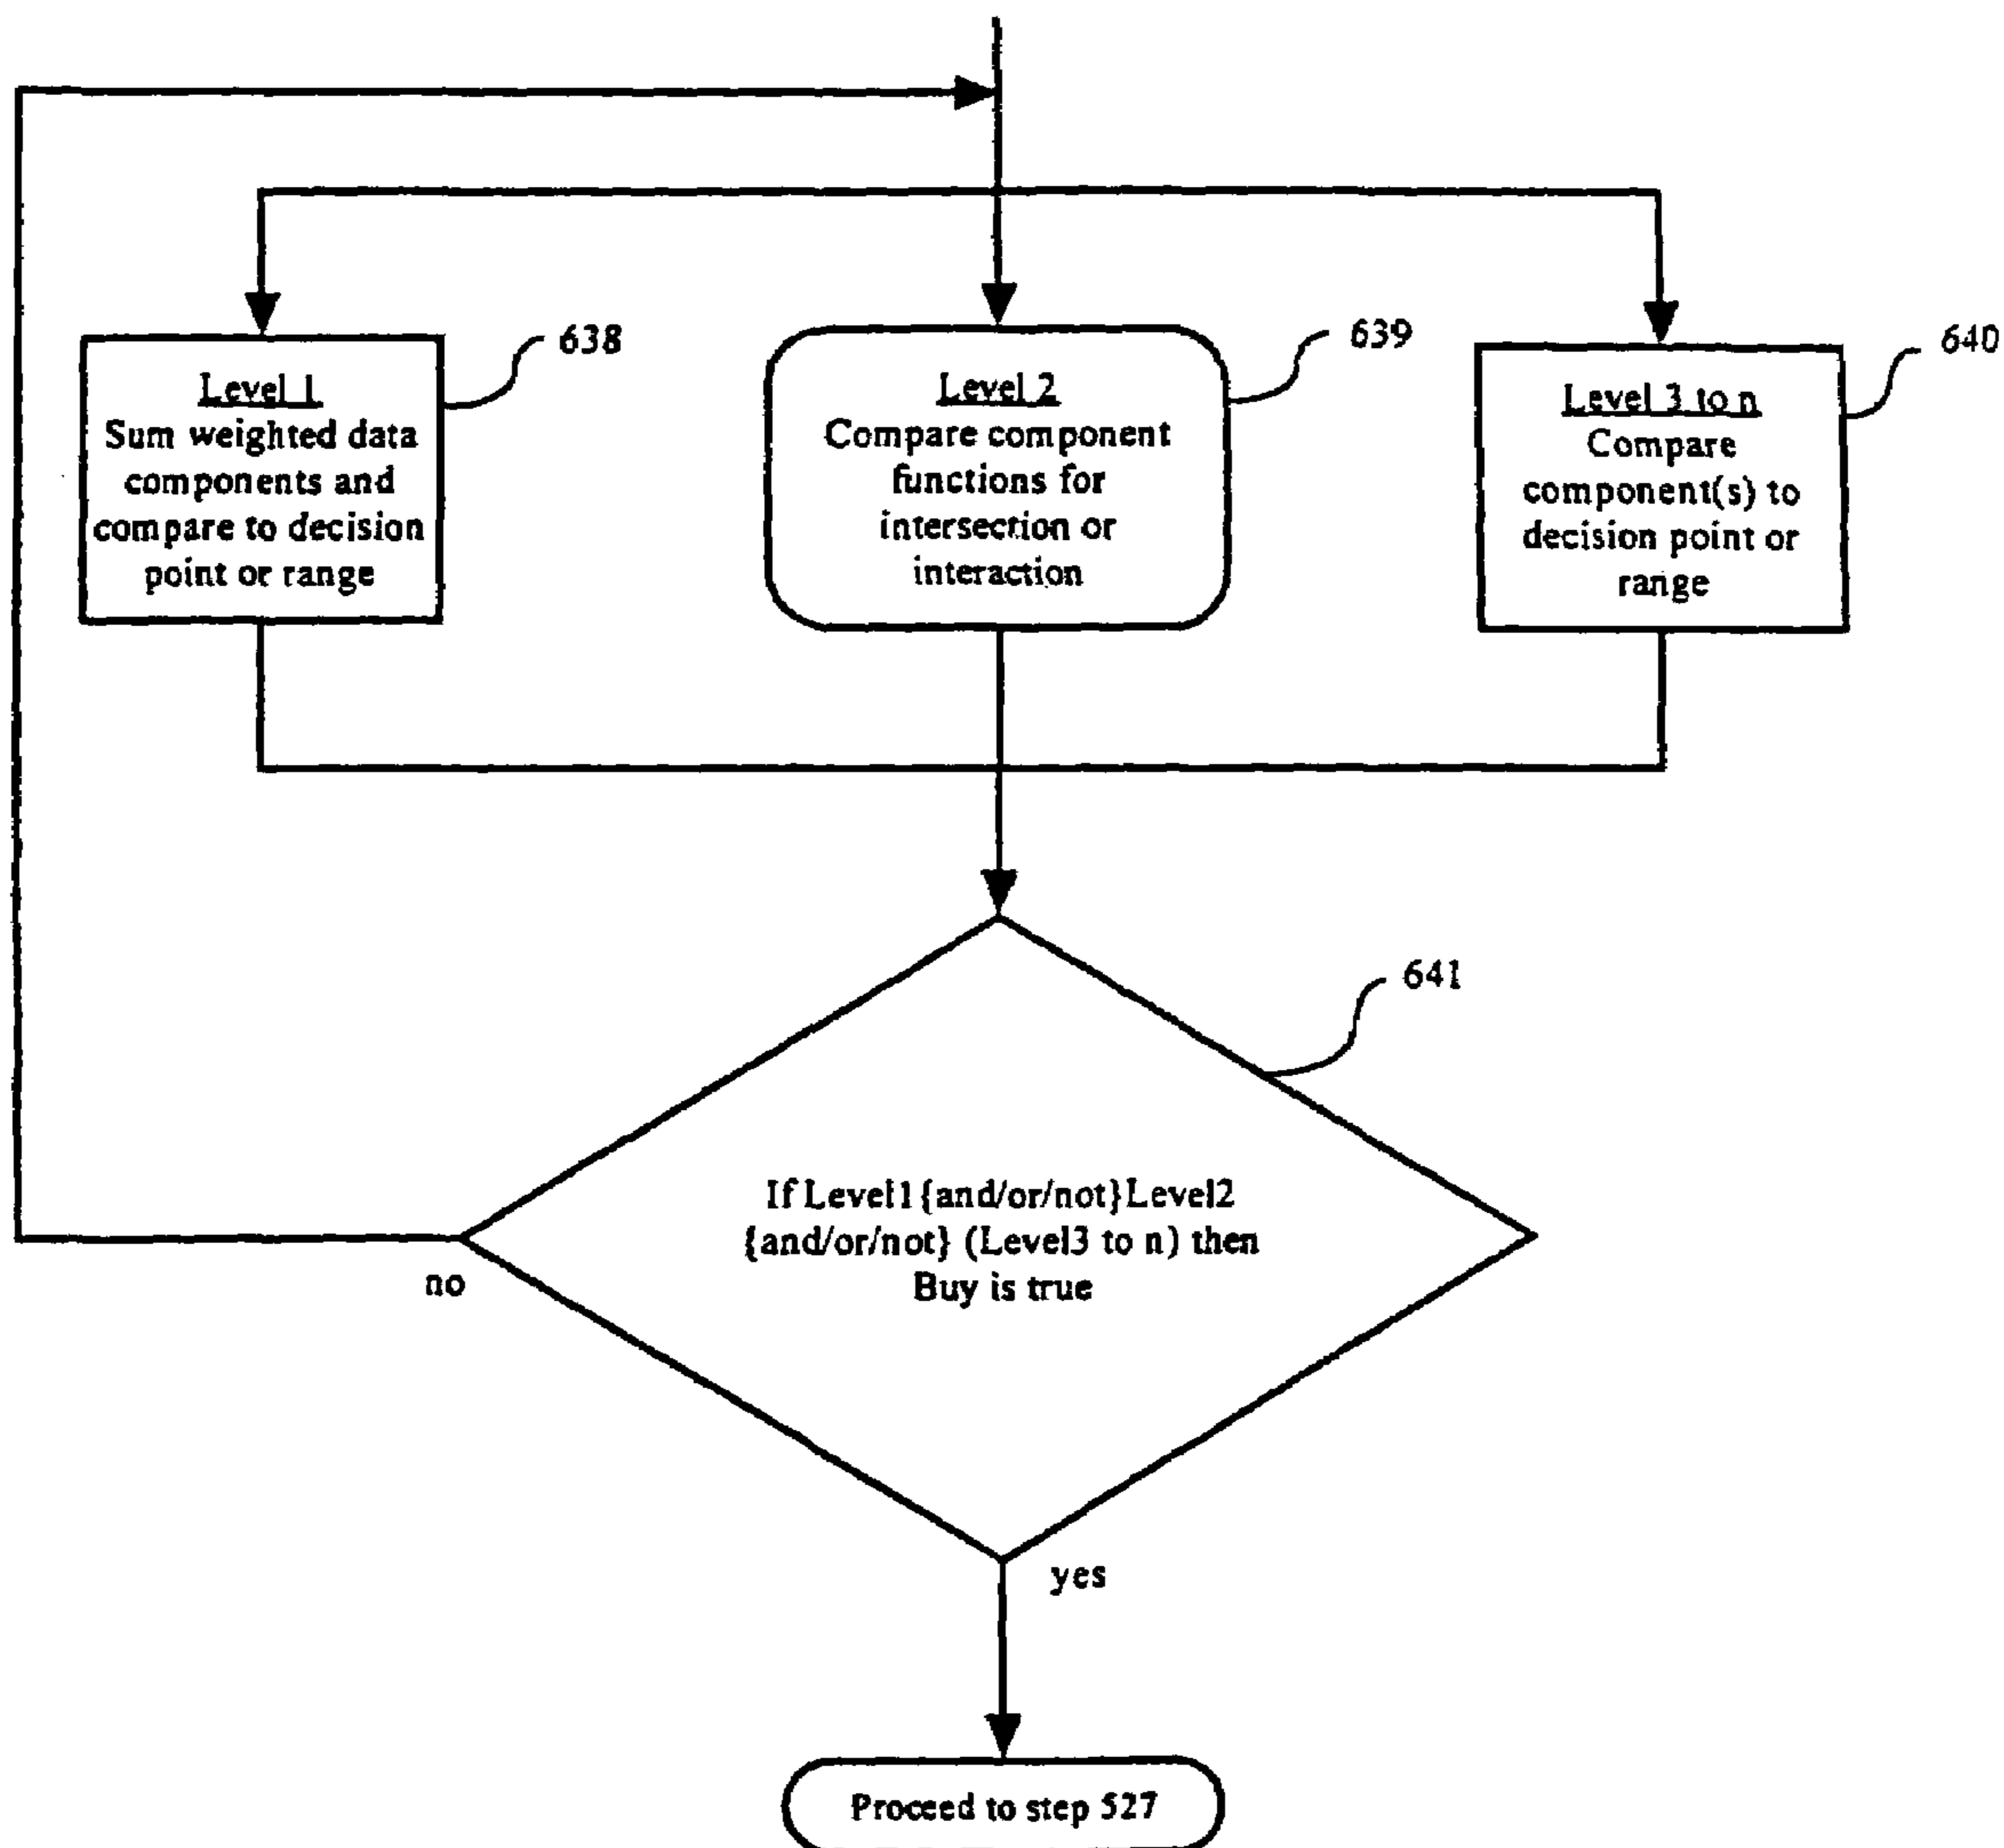 638
639
640
Level 1
Sum weighted data
components and
compare to decision
point or range
Level 2
Compare component
functions for
intersection or
interaction
Level 3 to n
Compare
component(s) to
decision point or
range
641
If Level1{and/or/not}Level2
{and/or/not} (Level3 to n) then
Buy is true
no
yes
Proceed to step 527